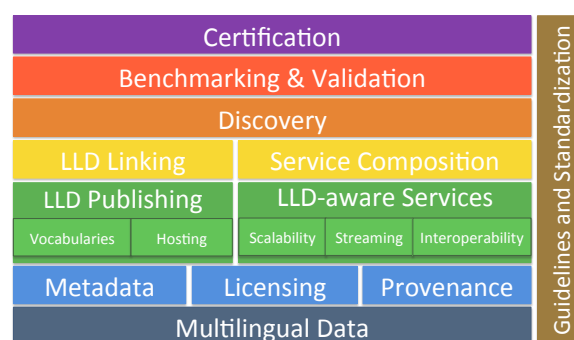 Certification
Benchmarking & Validation
Discovery
LLD Linking
Service Composition
LLD Publishing
LLD-aware Services
Vocabularies
Hosting
Scalability
Streaming
Interoperability
Metadata
Licensing
Provenance
Multilingual Data
Guidelines and Standardization